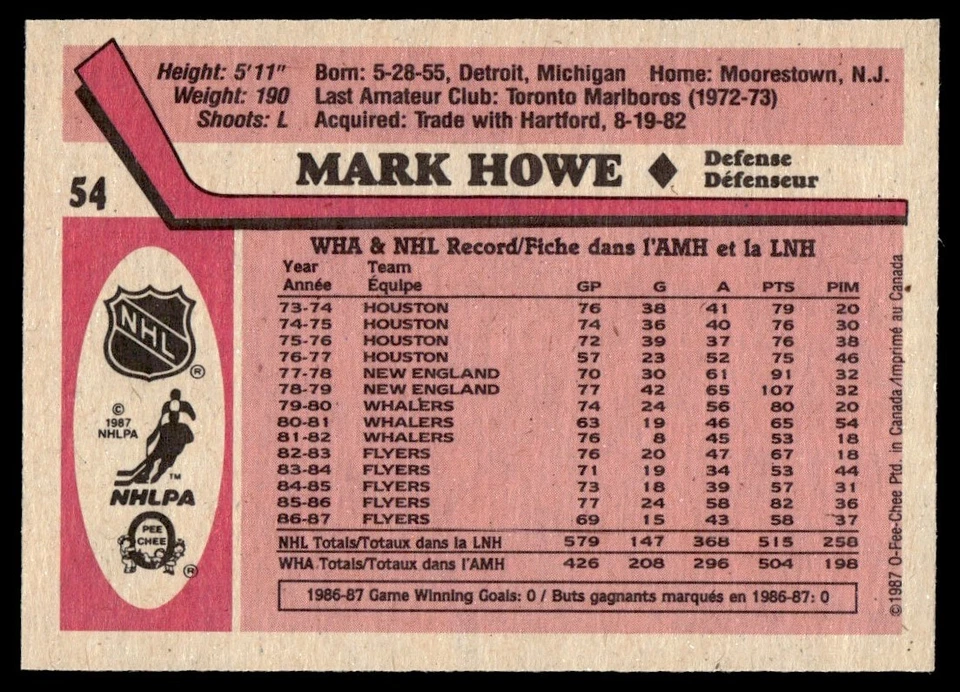 Height: 5'11" Born: 5-28-55, Detroit, Michigan Home: Moorestown, N.J.
Weight: 190 Last Amateur Club: Toronto Marlboros (1972-73)
Shoots: L Acquired: Trade with Hartford, 8-19-82
54 MARK HOWE ♦ Defense
Défenseur
WHA & NHL Record/Fiche dans l'AMH et la LNH
Year Team
Année Équipe GP G A PTS PIM
73-74 HOUSTON 76 38 41 79 20
74-75 HOUSTON 74 36 40 76 30
75-76 HOUSTON 72 39 37 76 38
76-77 HOUSTON 57 23 52 75 46
77-78 NEW ENGLAND 70 30 61 91 32
78-79 NEW ENGLAND 77 42 65 107 32
79-80 WHALERS 74 24 56 80 20
80-81 WHALERS 63 19 46 65 54
81-82 WHALERS 76 8 45 53 18
82-83 FLYERS 76 20 47 67 18
83-84 FLYERS 71 19 34 53 44
84-85 FLYERS 73 18 39 57 31
85-86 FLYERS 77 24 58 82 36
86-87 FLYERS 69 15 43 58 37
NHL Totals/Totaux dans la LNH 579 147 368 515 258
WHA Totals/Totaux dans l'AMH 426 208 296 504 198
1986-87 Game Winning Goals: 0 / Buts gagnants marqués en 1986-87: 0
NHL ®
©
1987
NHLPA
TM
NHLPA
O
PEE
CHEE
®
©1987 O-Pee-Chee Ptd. in Canada/Imprimé au Canada